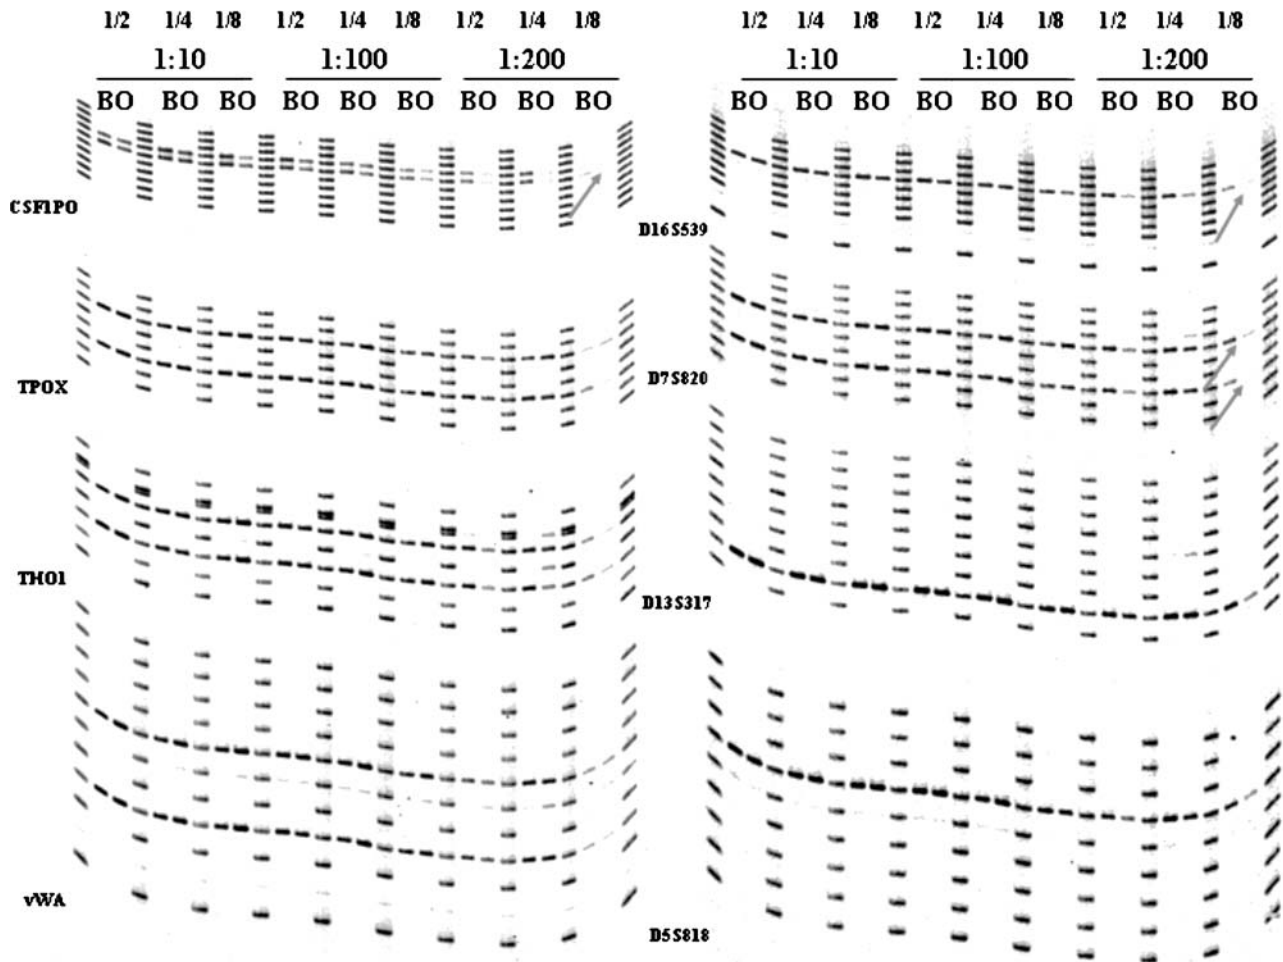 1/2 1/4 1/8 1/2 1/4 1/8 1/2 1/4 1/8
1:10 1:100 1:200
BO BO BO BO BO BO BO BO BO
CSF1PO
TPOX
THO1
vWA
1/2 1/4 1/8 1/2 1/4 1/8 1/2 1/4 1/8
1:10 1:100 1:200
BO BO BO BO BO BO BO BO BO
D16S539
D7S820
D13S317
D5S818